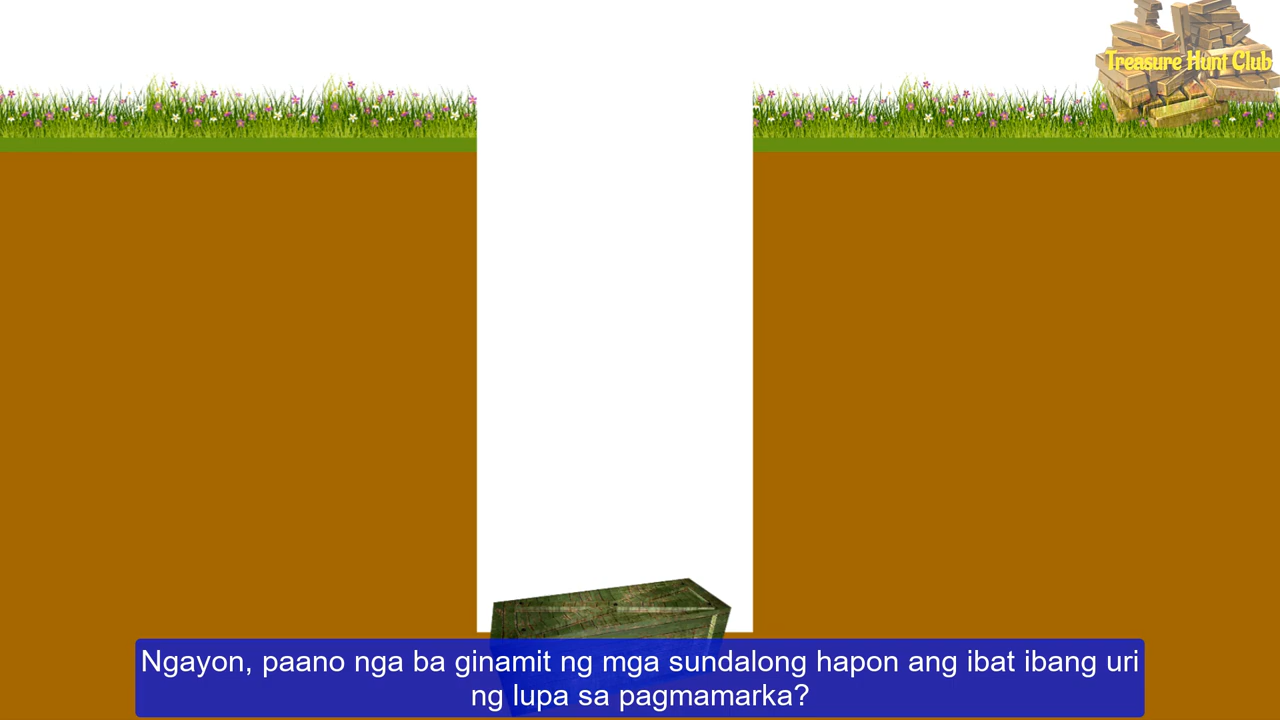 Treasure Hunt Club
Ngayon, paano nga ba ginamit ng mga sundalong hapon ang ibat ibang uri
ng lupa sa pagmamarka?